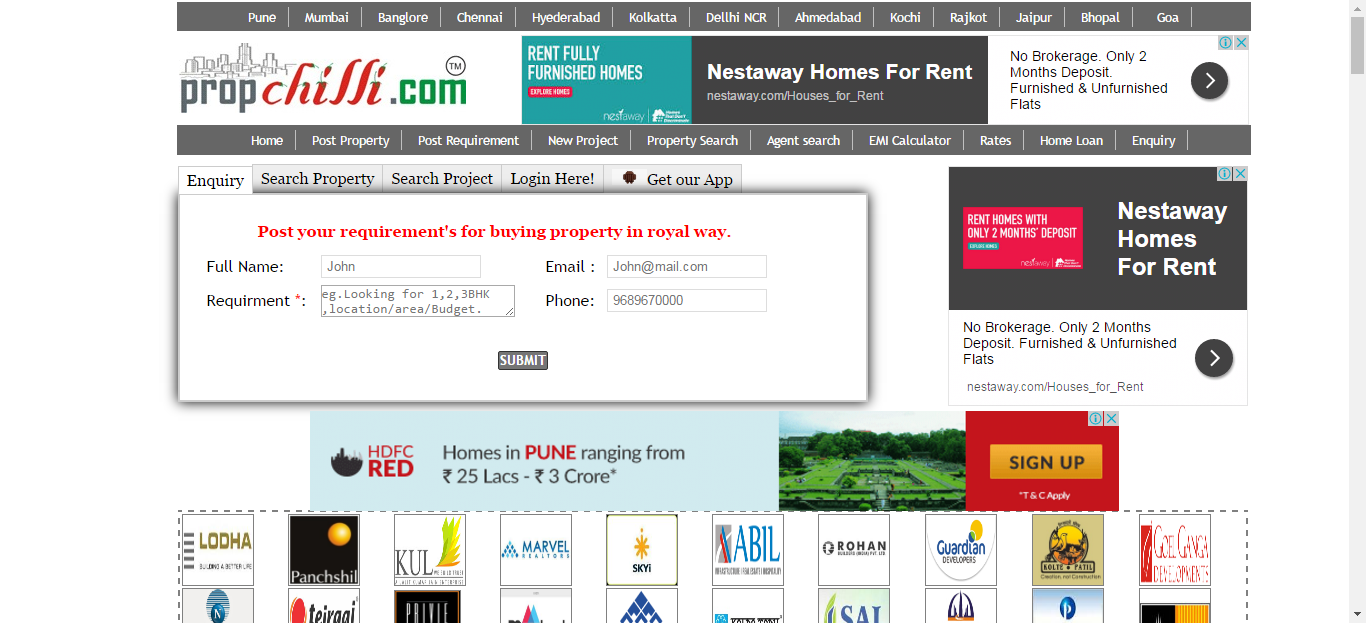 Pune Mumbai Banglore Chennai Hyederabad Kolkatta Dellhi NCR Ahmedabad Kochi Rajkot Jaipur Bhopal Goa
propchilli.com TM
RENT FULLY
FURNISHED HOMES
EXPLORE HOMES
nestaway
Nestaway Homes For Rent
nestaway.com/Houses_for_Rent
No Brokerage. Only 2
Months Deposit.
Furnished & Unfurnished
Flats
Home Post Property Post Requirement New Project Property Search Agent search EMI Calculator Rates Home Loan Enquiry
Enquiry Search Property Search Project Login Here! Get our App
Post your requirement's for buying property in royal way.
Full Name: John Email : John@mail.com
Requirment *: eg.Looking for 1,2,3BHK
,location/area/Budget.
Phone: 9689670000
SUBMIT
RENT HOMES WITH
ONLY 2 MONTHS' DEPOSIT
EXPLORE HOMES
nestaway
Nestaway
Homes
For Rent
No Brokerage. Only 2 Months
Deposit. Furnished & Unfurnished
Flats
nestaway.com/Houses_for_Rent
HDFC
RED
Homes in PUNE ranging from
₹ 25 Lacs - ₹ 3 Crore*
SIGN UP
*T & C Apply
LODHA
BUILDING A BETTER LIFE
Panchshil
KUL
MARVEL
REALTORS
SKYi
ABIL
ROHAN
Guardian
DEVELOPERS
KOLTE PATIL
Creation, not Construction
GOEL GANGA
DEVELOPMENTS
N
PRIVIE